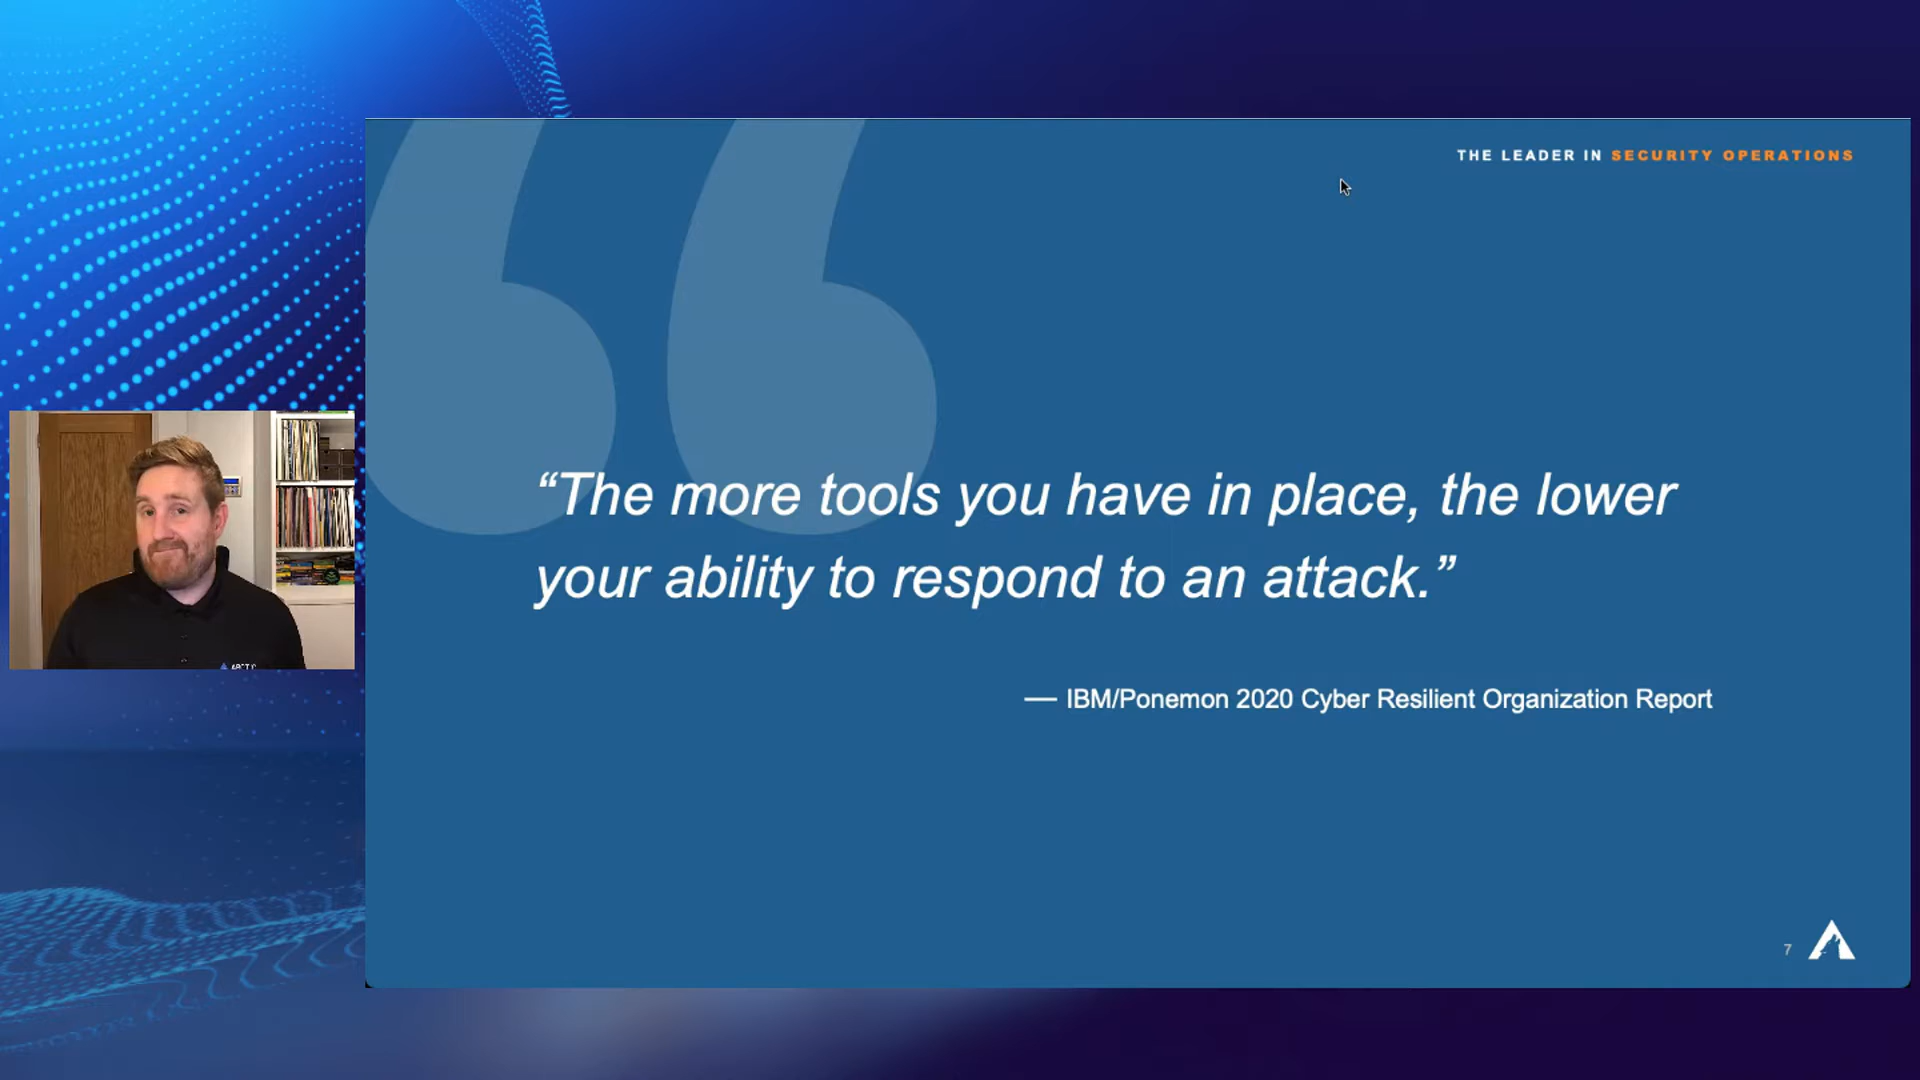 THE LEADER IN SECURITY OPERATIONS
“The more tools you have in place, the lower
your ability to respond to an attack.”
— IBM/Ponemon 2020 Cyber Resilient Organization Report
7
ARCTIC